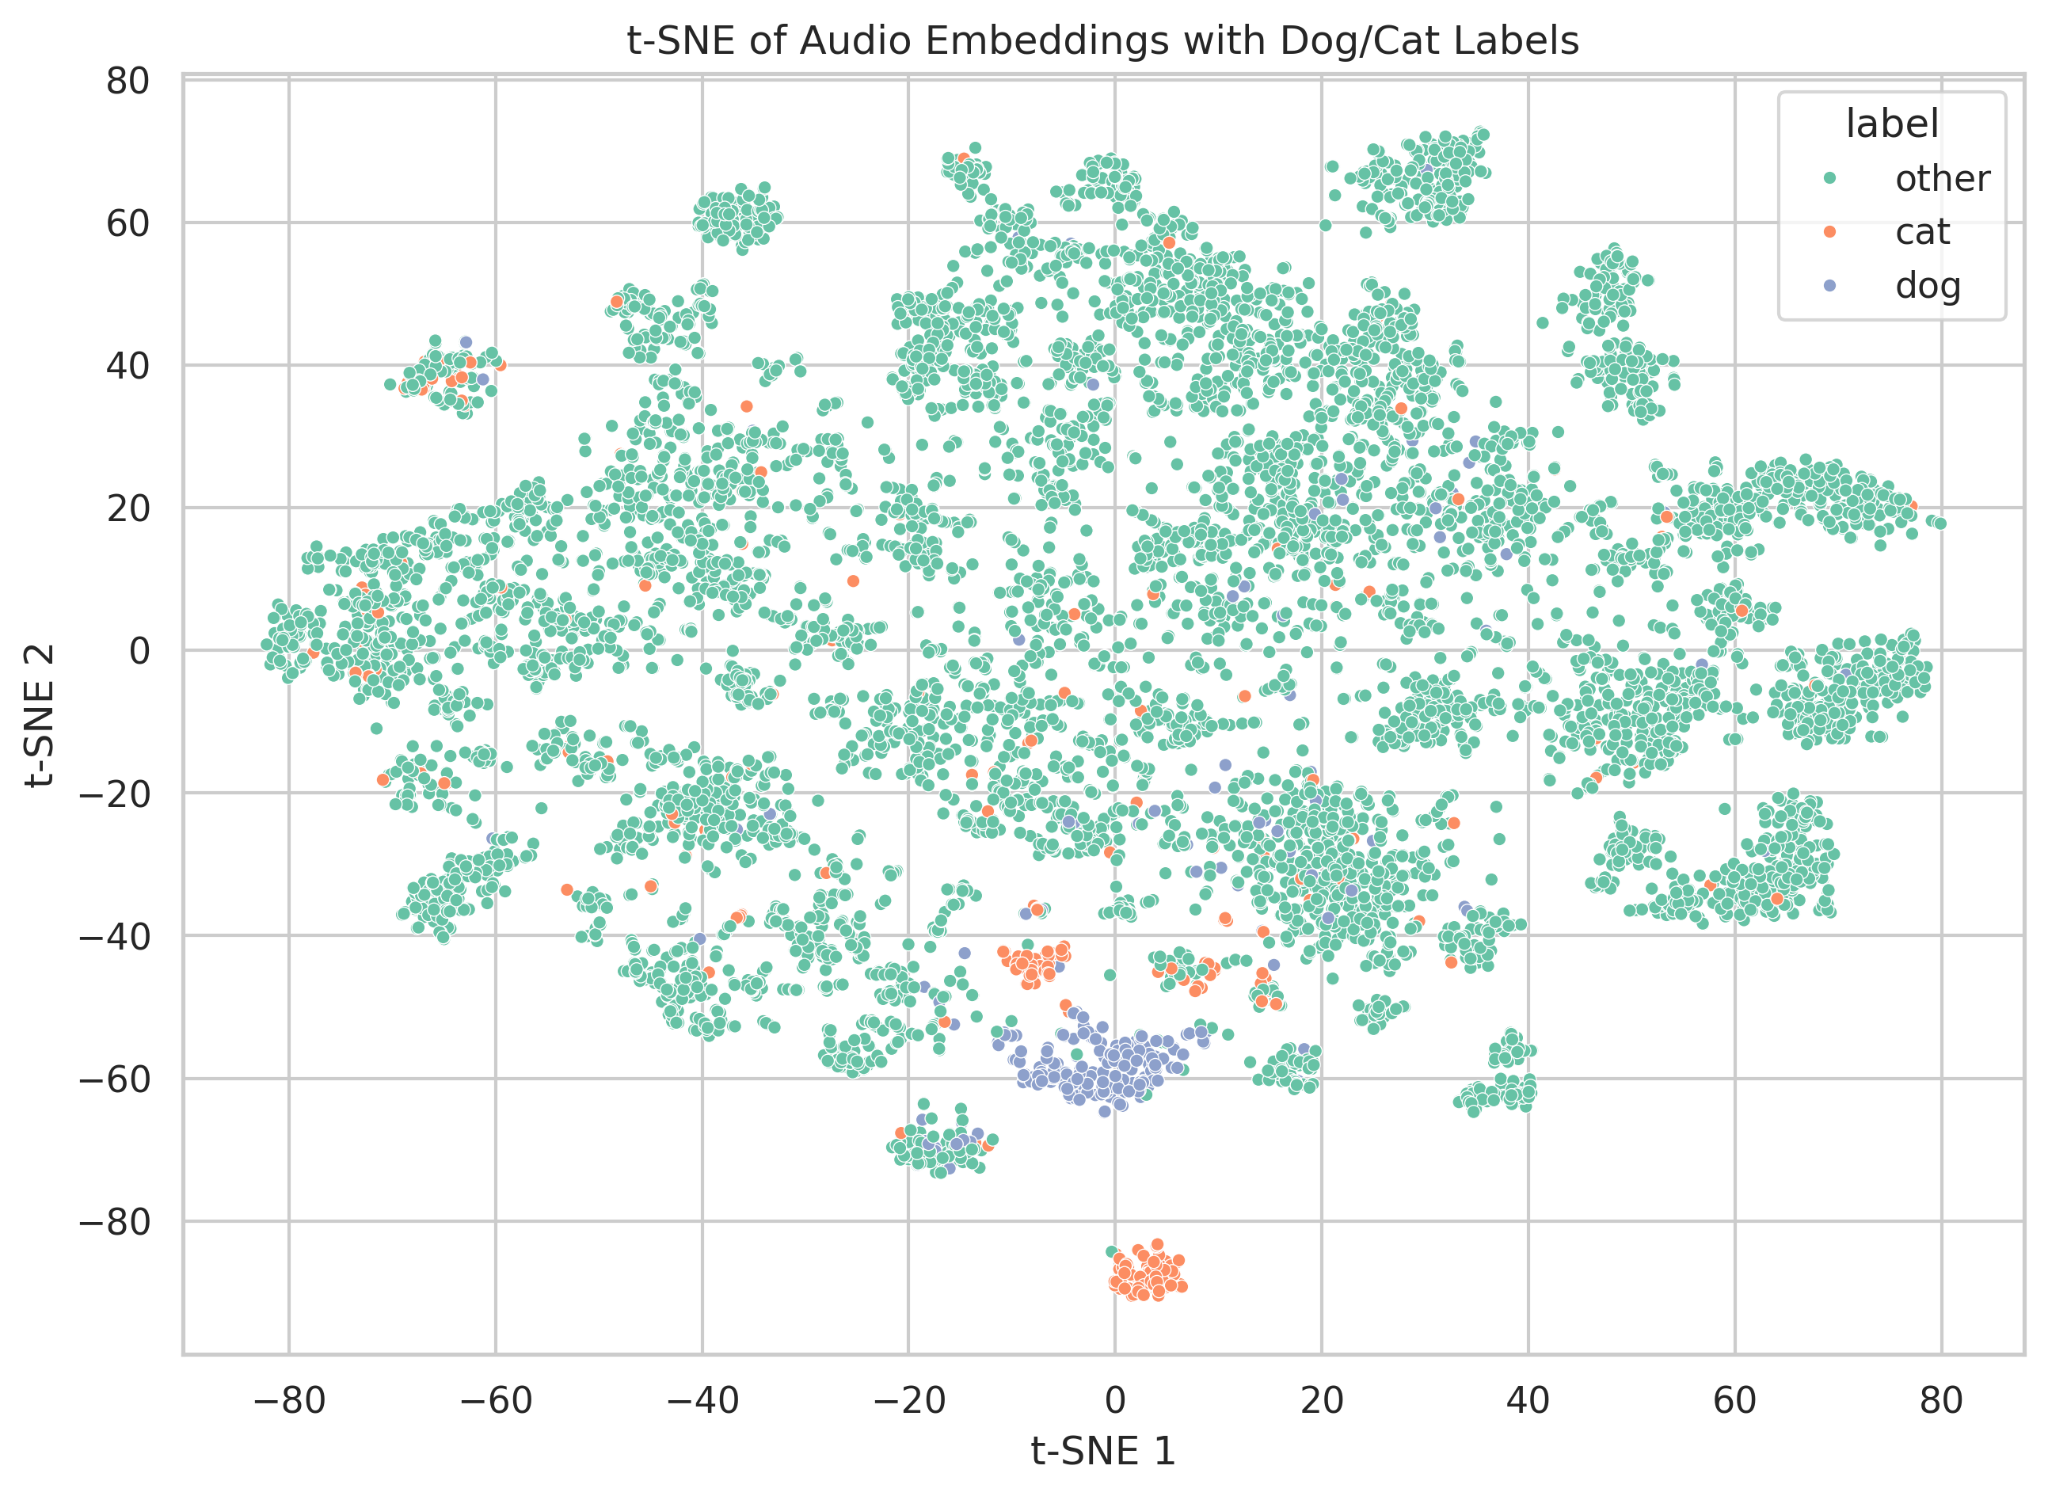 t-SNE of Audio Embeddings with Dog/Cat Labels
80
60
40
20
0
−20
−40
−60
−80
t-SNE 2
label
other
cat
dog
−80 −60 −40 −20 0 20 40 60 80
t-SNE 1